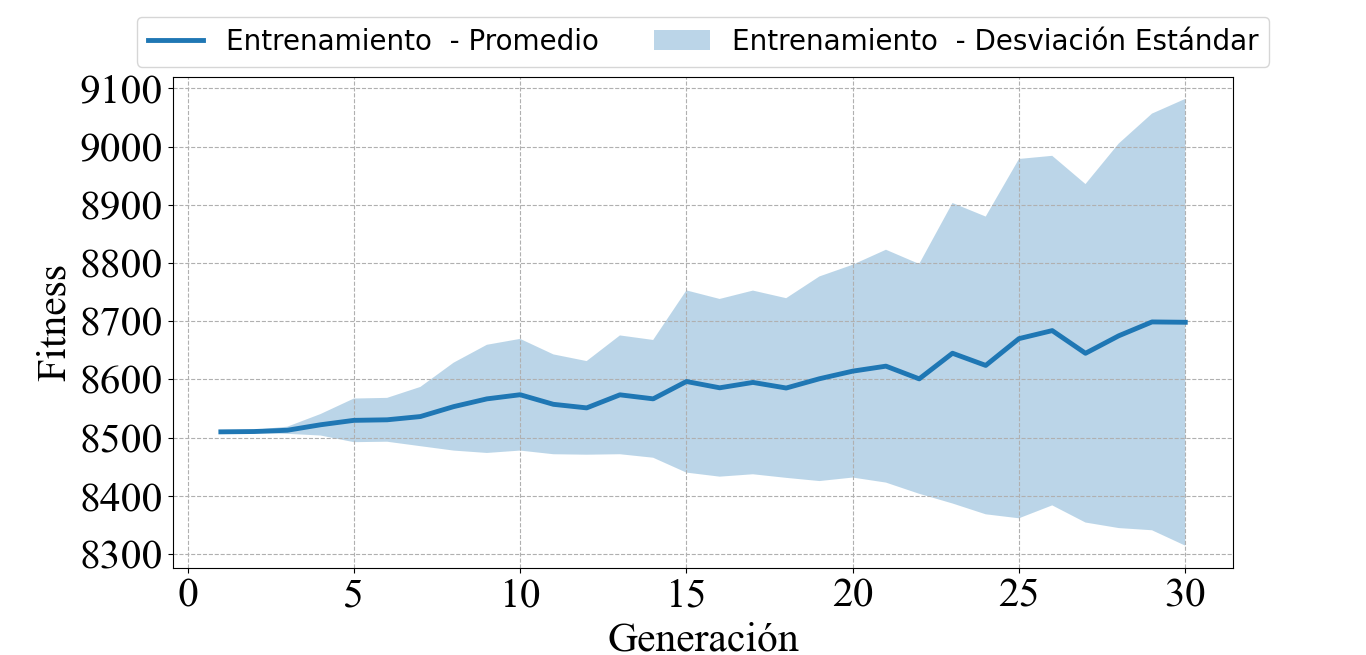 Entrenamiento  - Promedio
Entrenamiento  - Desviación Estándar
9100
9000
8900
8800
8700
8600
8500
8400
8300
Fitness
0 5 10 15 20 25 30
Generación